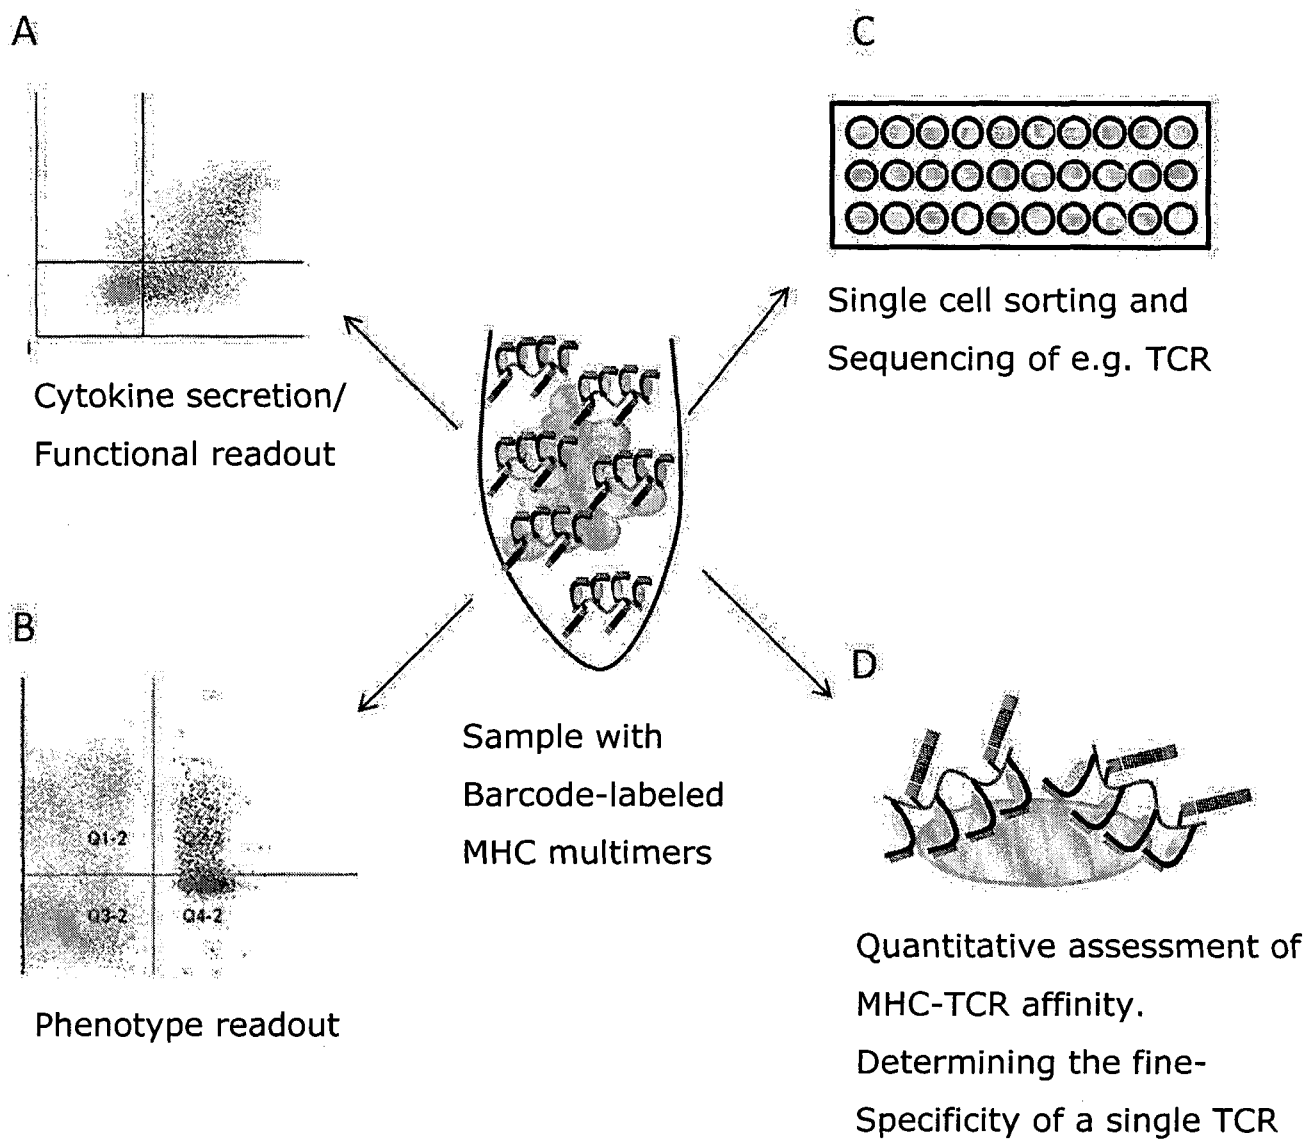 A
Cytokine secretion/
Functional readout
B
Q1-2
Q2-2
Q3-2
Q4-2
Phenotype readout
Sample with
Barcode-labeled
MHC multimers
C
Single cell sorting and
Sequencing of e.g. TCR
D
Quantitative assessment of
MHC-TCR affinity.
Determining the fine-
Specificity of a single TCR